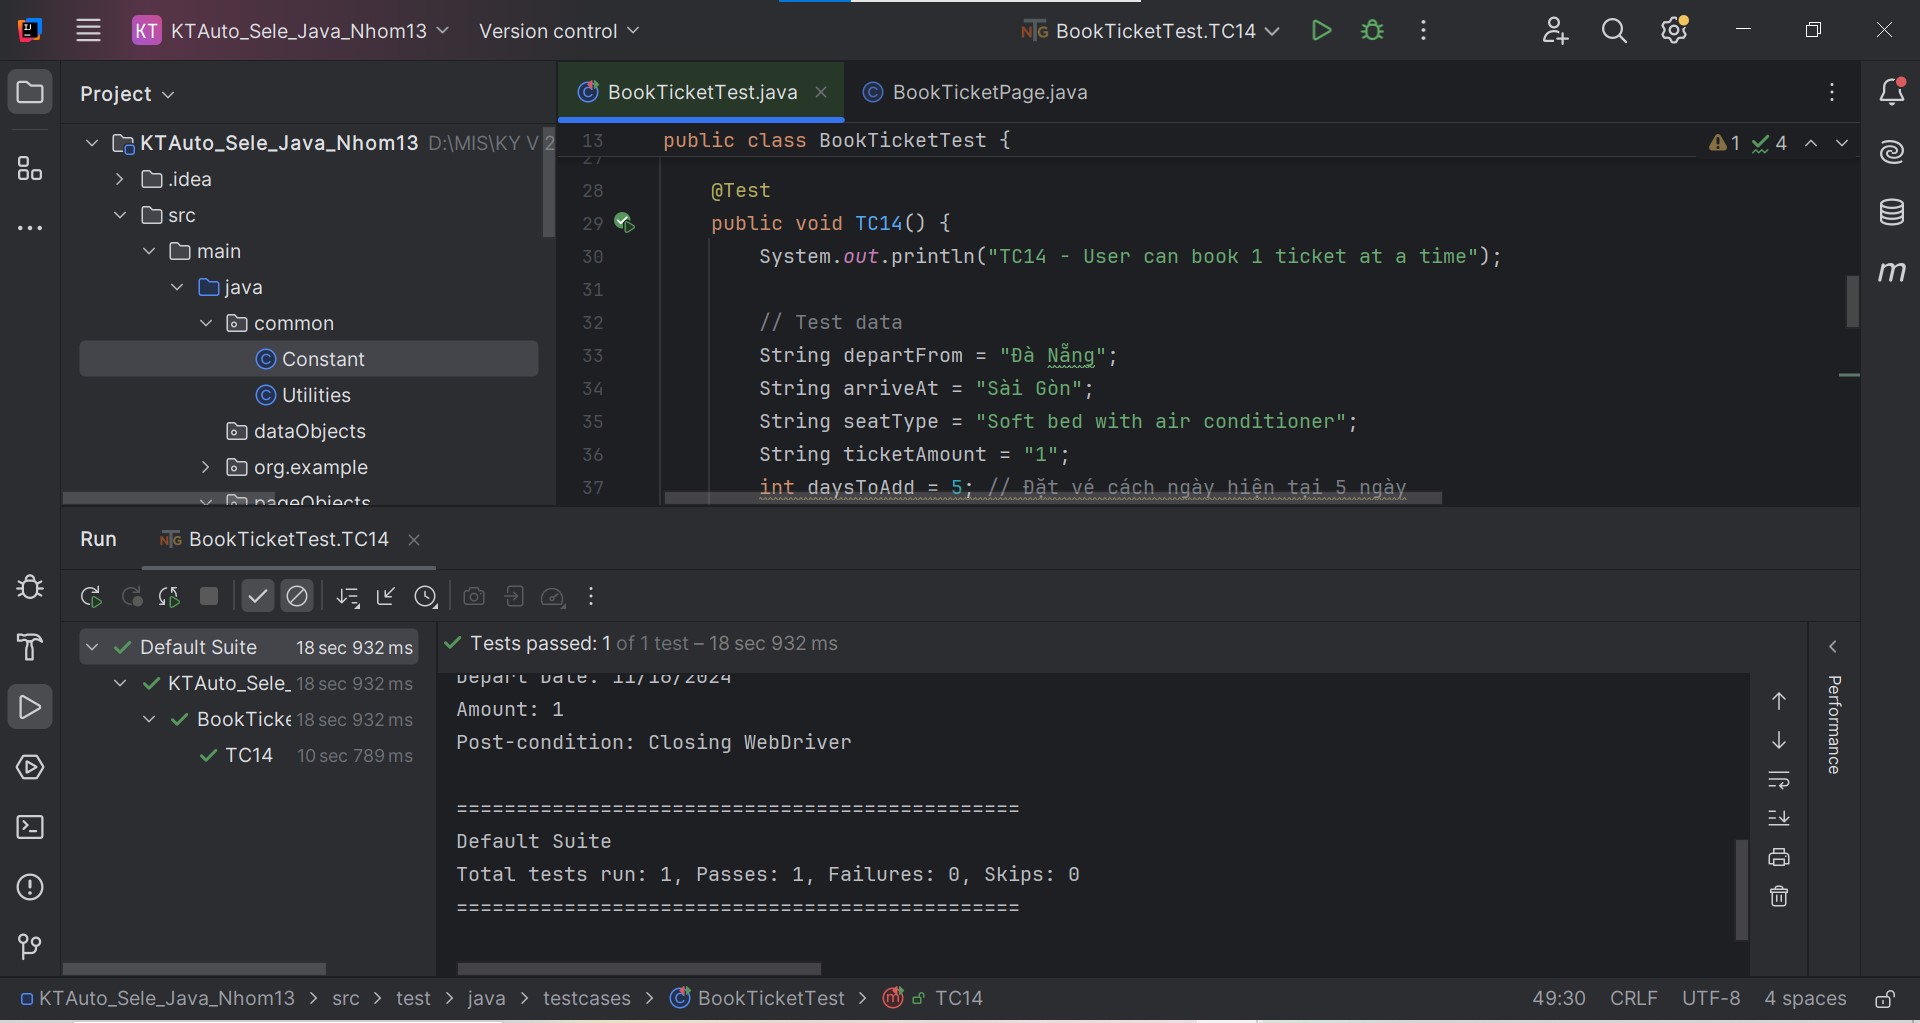 KT KTAuto_Sele_Java_Nhom13 Version control BookTicketTest.TC14
Project
KTAuto_Sele_Java_Nhom13 D:\MIS\KY V 2
.idea
src
main
java
common
Constant
Utilities
dataObjects
org.example
pageObjects
BookTicketTest.java BookTicketPage.java
13 public class BookTicketTest {
1 4
27
28 @Test
29 public void TC14() {
30 System.out.println("TC14 - User can book 1 ticket at a time");
31
32 // Test data
33 String departFrom = "Đà Nẵng";
34 String arriveAt = "Sài Gòn";
35 String seatType = "Soft bed with air conditioner";
36 String ticketAmount = "1";
37 int daysToAdd = 5; // Đặt vé cách ngày hiện tại 5 ngày
Run BookTicketTest.TC14
Default Suite 18 sec 932 ms
KTAuto_Sele_ 18 sec 932 ms
BookTicke 18 sec 932 ms
TC14 10 sec 789 ms
Tests passed: 1 of 1 test – 18 sec 932 ms
Depart Date: 11/16/2024
Amount: 1
Post-condition: Closing WebDriver
===============================================
Default Suite
Total tests run: 1, Passes: 1, Failures: 0, Skips: 0
===============================================
Performance
KTAuto_Sele_Java_Nhom13 > src > test > java > testcases > BookTicketTest > TC14
49:30 CRLF UTF-8 4 spaces